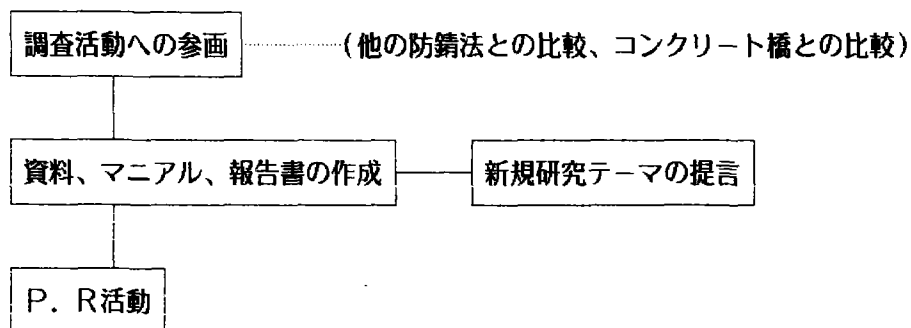 調査活動への参画 (他の防錆法との比較、コンクリート橋との比較)
資料、マニアル、報告書の作成 新規研究テーマの提言
P. R活動